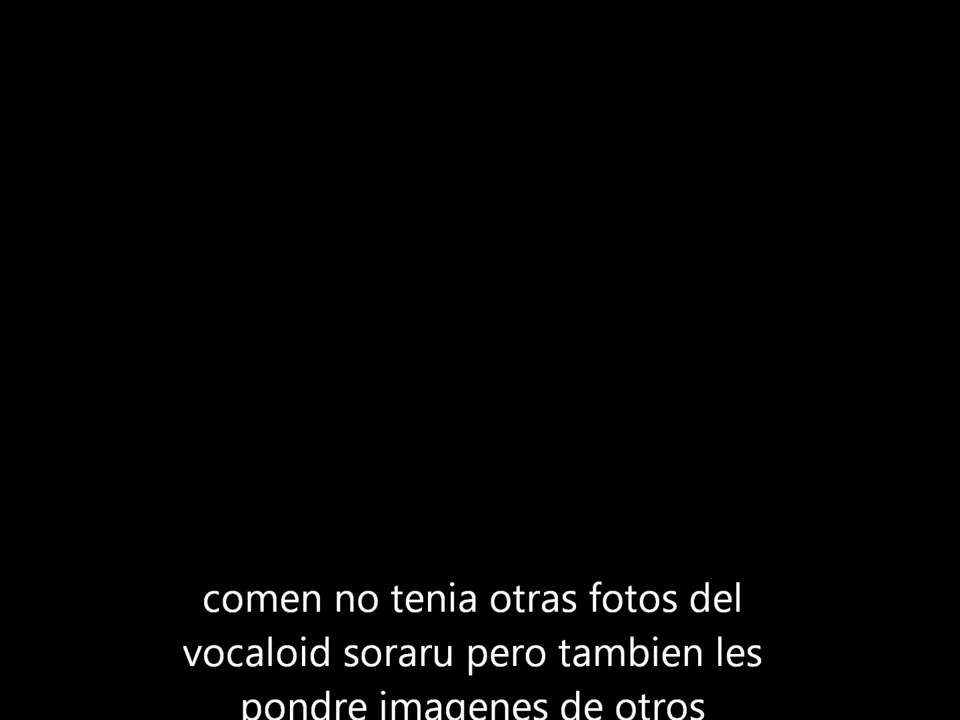 comen no tenia otras fotos del
vocaloid soraru pero tambien les
pondre imagenes de otros